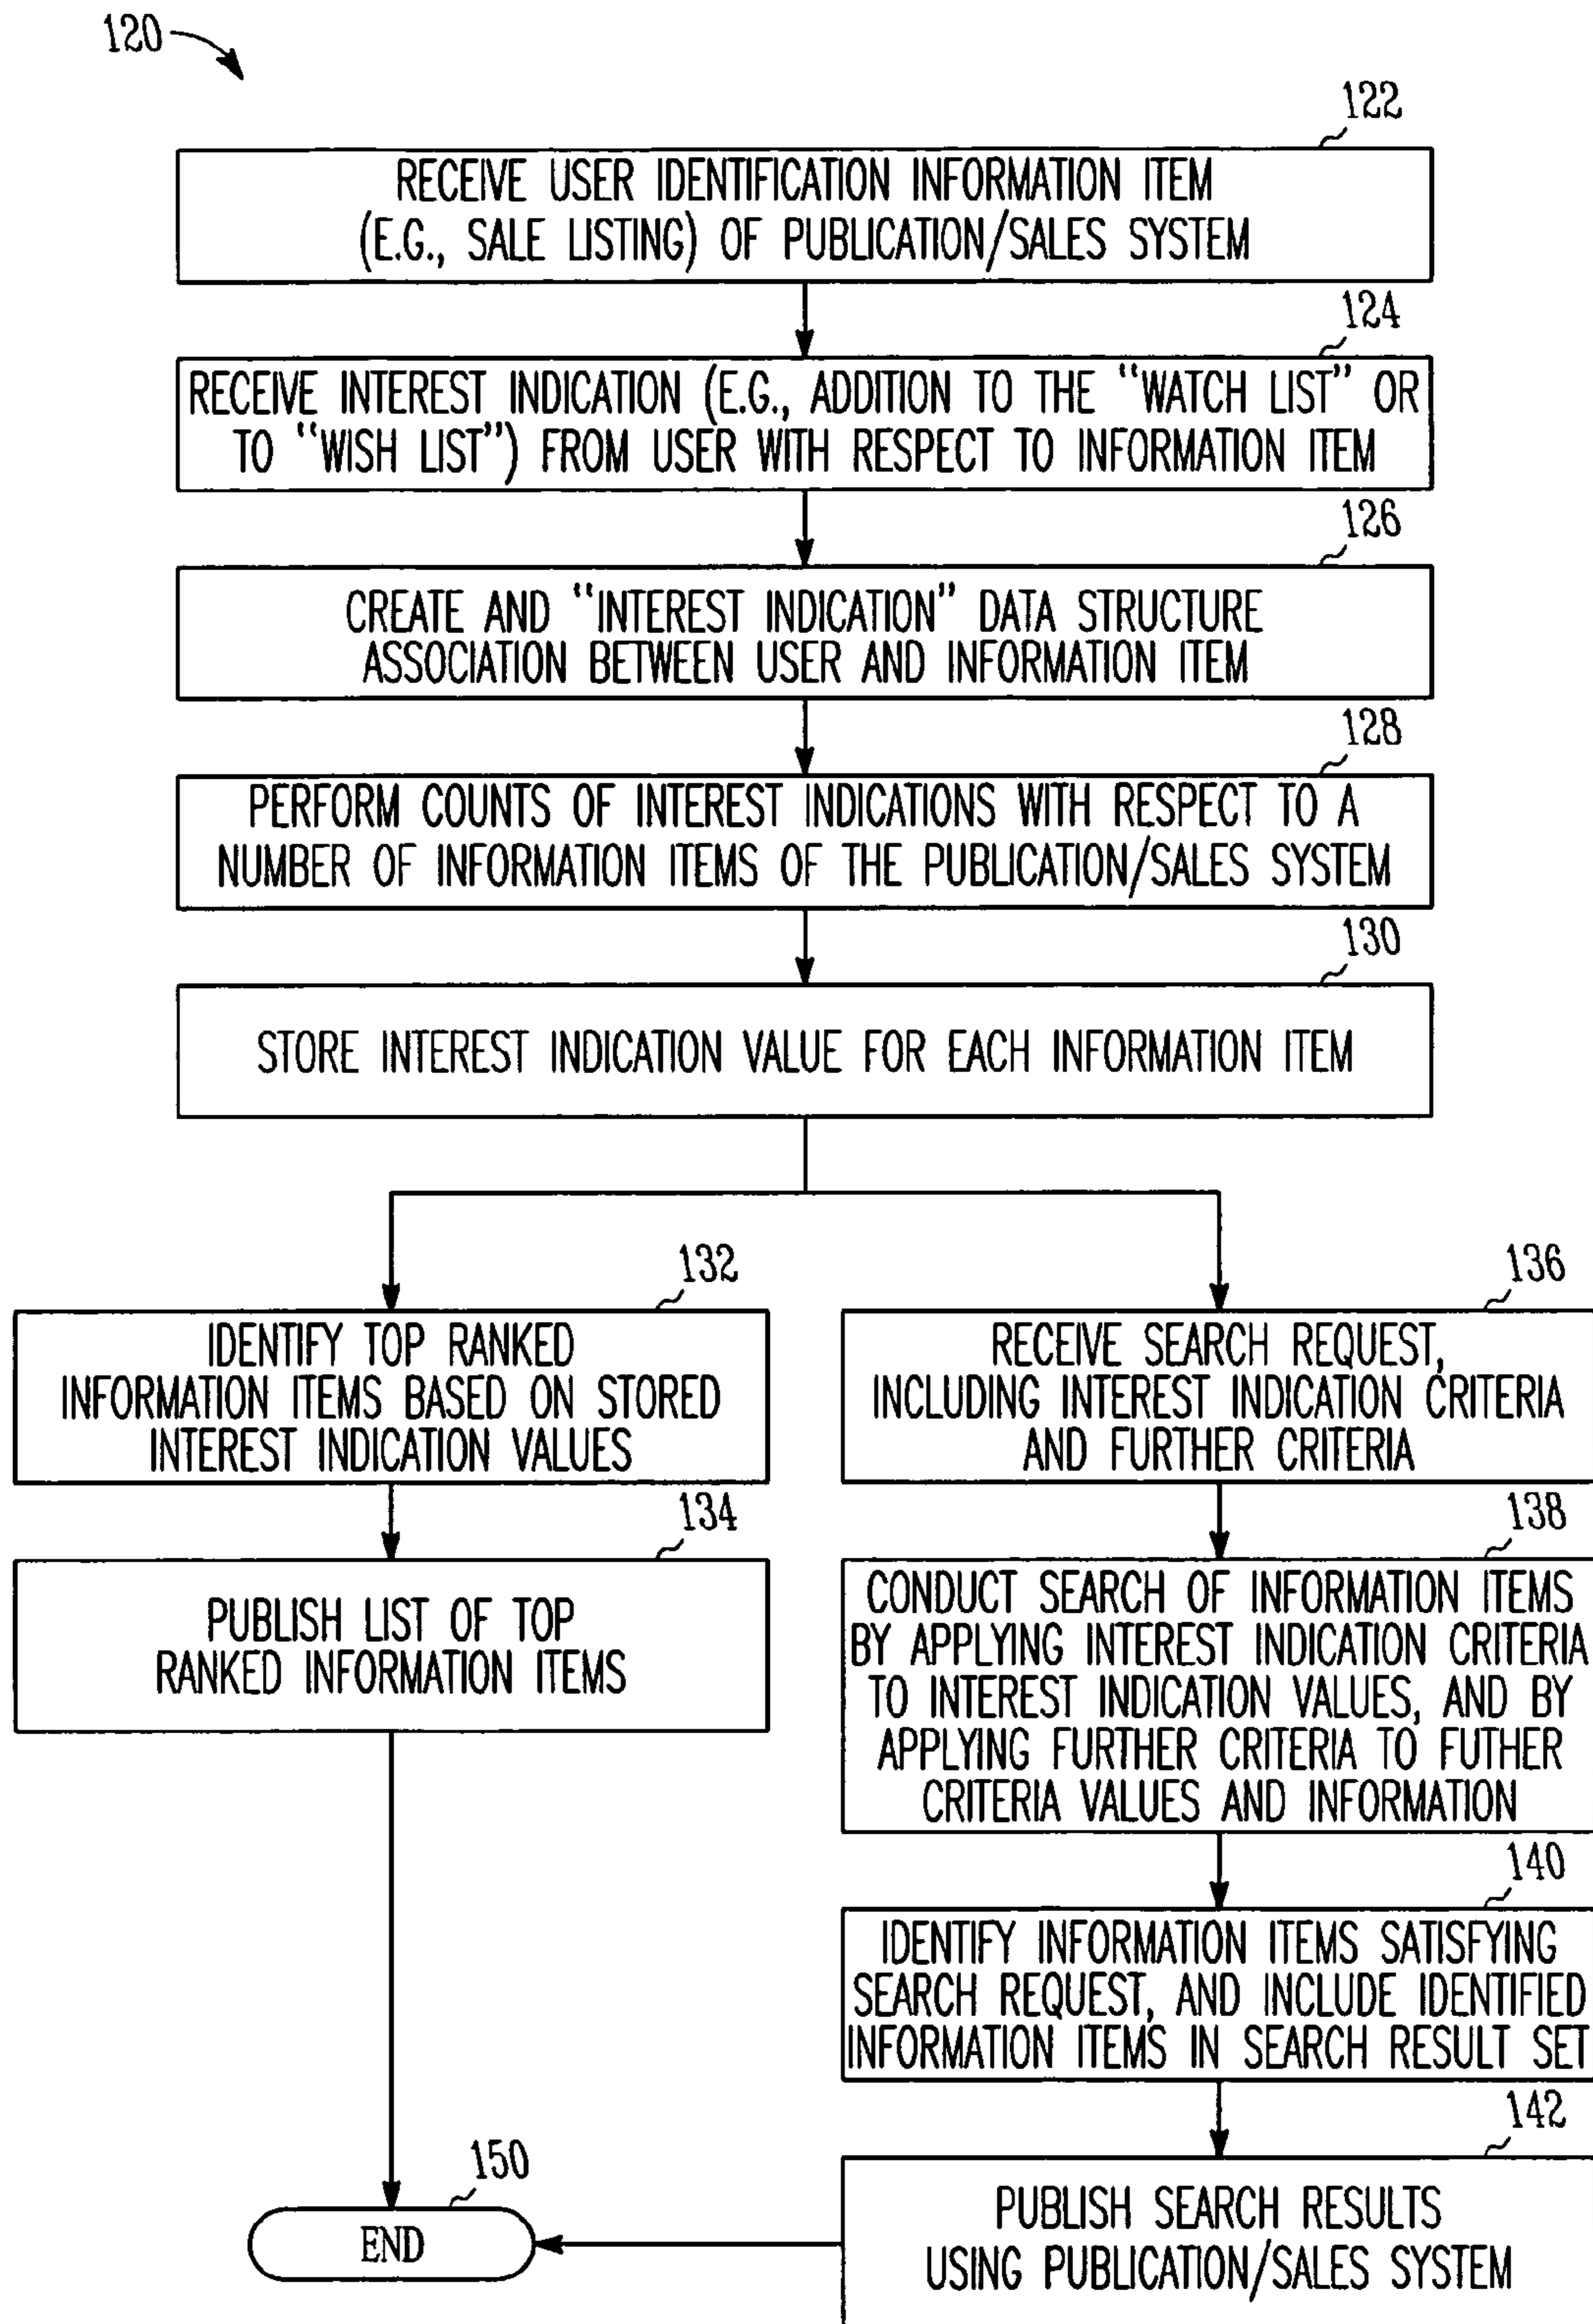 120
122
RECEIVE USER IDENTIFICATION INFORMATION ITEM
(E.G., SALE LISTING) OF PUBLICATION/SALES SYSTEM
124
RECEIVE INTEREST INDICATION (E.G., ADDITION TO THE "WATCH LIST" OR
TO "WISH LIST") FROM USER WITH RESPECT TO INFORMATION ITEM
126
CREATE AND "INTEREST INDICATION" DATA STRUCTURE
ASSOCIATION BETWEEN USER AND INFORMATION ITEM
128
PERFORM COUNTS OF INTEREST INDICATIONS WITH RESPECT TO A
NUMBER OF INFORMATION ITEMS OF THE PUBLICATION/SALES SYSTEM
130
STORE INTEREST INDICATION VALUE FOR EACH INFORMATION ITEM
132
IDENTIFY TOP RANKED
INFORMATION ITEMS BASED ON STORED
INTEREST INDICATION VALUES
134
PUBLISH LIST OF TOP
RANKED INFORMATION ITEMS
136
RECEIVE SEARCH REQUEST,
INCLUDING INTEREST INDICATION CRITERIA
AND FURTHER CRITERIA
138
CONDUCT SEARCH OF INFORMATION ITEMS
BY APPLYING INTEREST INDICATION CRITERIA
TO INTEREST INDICATION VALUES, AND BY
APPLYING FURTHER CRITERIA TO FUTHER
CRITERIA VALUES AND INFORMATION
140
IDENTIFY INFORMATION ITEMS SATISFYING
SEARCH REQUEST, AND INCLUDE IDENTIFIED
INFORMATION ITEMS IN SEARCH RESULT SET
142
PUBLISH SEARCH RESULTS
USING PUBLICATION/SALES SYSTEM
150
END